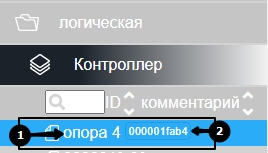 логическая
Контроллер
ID комментарий
1 опора 4 000001fab4 2